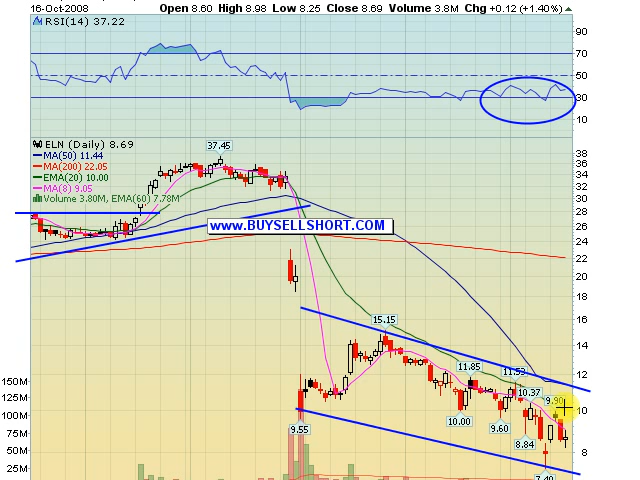 16-Oct-2008 Open 8.60 High 8.98 Low 8.25 Close 8.69 Volume 3.8M Chg +0.12 (+1.40%)
RSI(14) 37.22
90
70
50
30
10
ELN (Daily) 8.69
MA(50) 11.44
MA(200) 22.05
EMA(20) 10.00
MA(8) 9.05
Volume 3.80M, EMA(60) 7.78M
37.45
www.BUYSELLSHORT.COM
38
36
34
32
30
28
26
24
22
20
18
16
14
12
10
8
15.15
11.85
11.53
10.37
9.90
9.55
10.00
9.60
8.84
7.40
150M
125M
100M
75M
50M
25M